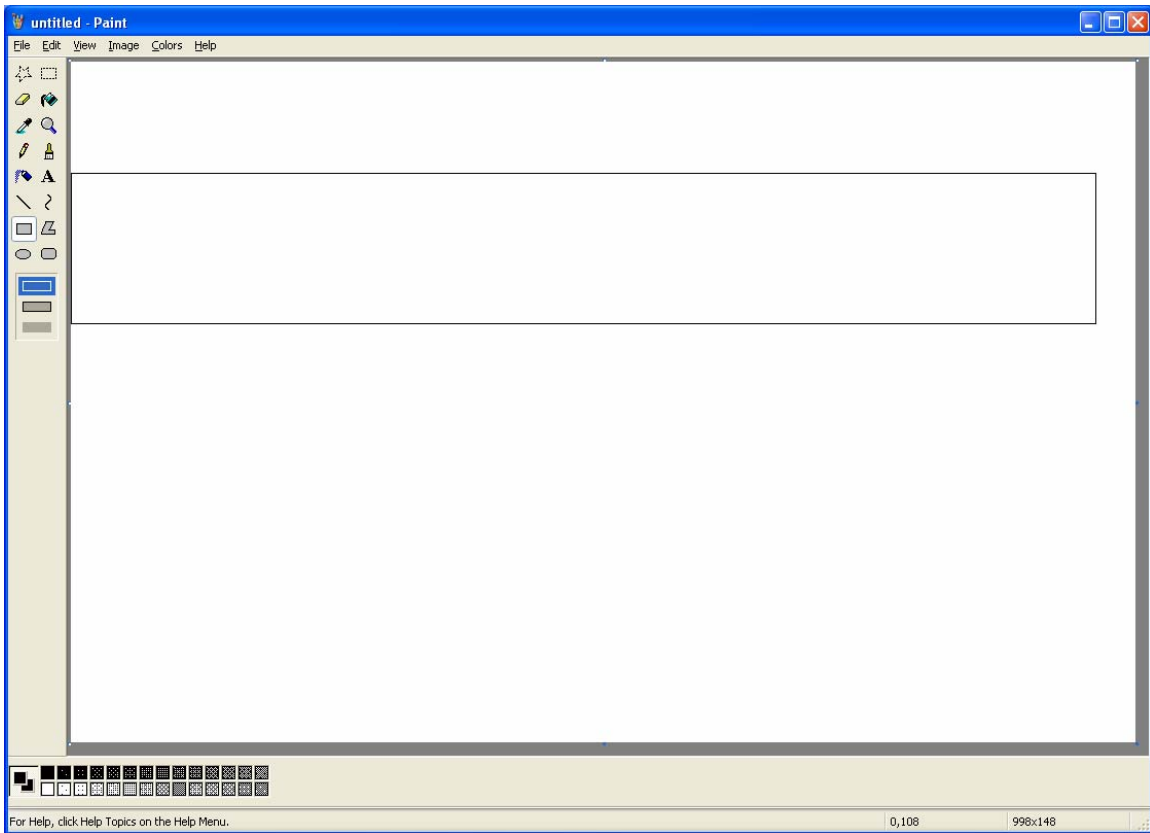 untitled - Paint
File Edit View Image Colors Help
A
For Help, click Help Topics on the Help Menu. 0,108 998x148